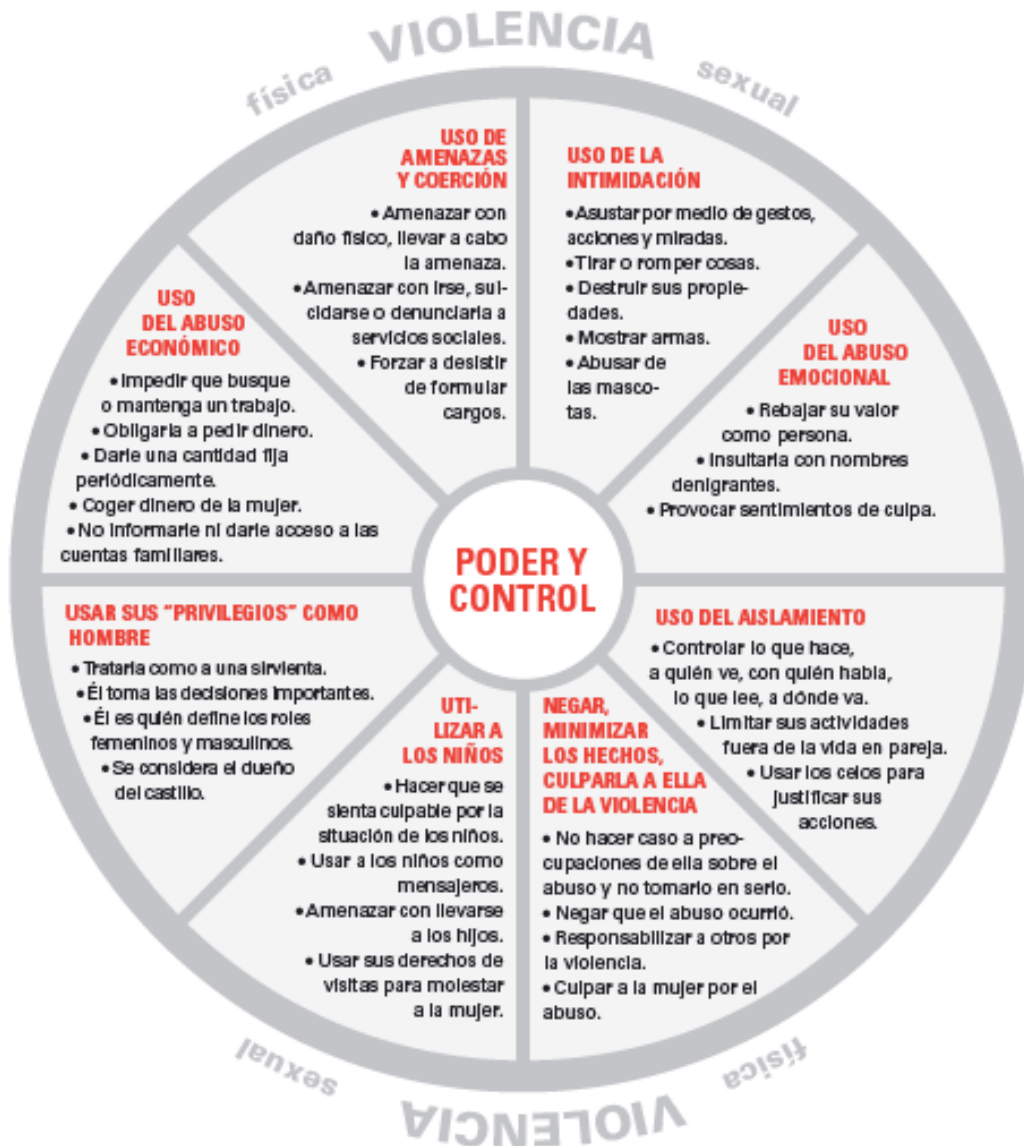 VIOLENCIA
física
sexual
USO DE
AMENAZAS
Y COERCIÓN
• Amenazar con
daño físico, llevar a cabo
la amenaza.
• Amenazar con irse, sui-
cidarse o denunciarla a
servicios sociales.
• Forzar a desistir
de formular
cargos.
USO DE LA
INTIMIDACIÓN
• Asustar por medio de gestos,
acciones y miradas.
• Tirar o romper cosas.
• Destruir sus propie-
dades.
• Mostrar armas.
• Abusar de
las masco-
tas.
USO
DEL ABUSO
ECONÓMICO
• Impedir que busque
o mantenga un trabajo.
• Obligarla a pedir dinero.
• Darle una cantidad fija
periódicamente.
• Coger dinero de la mujer.
• No informarle ni darle acceso a las
cuentas familiares.
USO
DEL ABUSO
EMOCIONAL
• Rebajar su valor
como persona.
• Insultarla con nombres
denigrantes.
• Provocar sentimientos de culpa.
PODER Y
CONTROL
USAR SUS "PRIVILEGIOS" COMO
HOMBRE
• Tratarla como a una sirvienta.
• Él toma las decisiones importantes.
• Él es quién define los roles
femeninos y masculinos.
• Se considera el dueño
del castillo.
USO DEL AISLAMIENTO
• Controlar lo que hace,
a quién ve, con quién habla,
lo que lee, a dónde va.
• Limitar sus actividades
fuera de la vida en pareja.
• Usar los celos para
justificar sus
acciones.
UTI-
LIZAR A
LOS NIÑOS
• Hacer que se
sienta culpable por la
situación de los niños.
• Usar a los niños como
mensajeros.
• Amenazar con llevarse
a los hijos.
• Usar sus derechos de
visitas para molestar
a la mujer.
NEGAR,
MINIMIZAR
LOS HECHOS,
CULPARLA A ELLA
DE LA VIOLENCIA
• No hacer caso a preo-
cupaciones de ella sobre el
abuso y no tomarlo en serio.
• Negar que el abuso ocurrió.
• Responsabilizar a otros por
la violencia.
• Culpar a la mujer por el
abuso.
sexual
física
VIOLENCIA